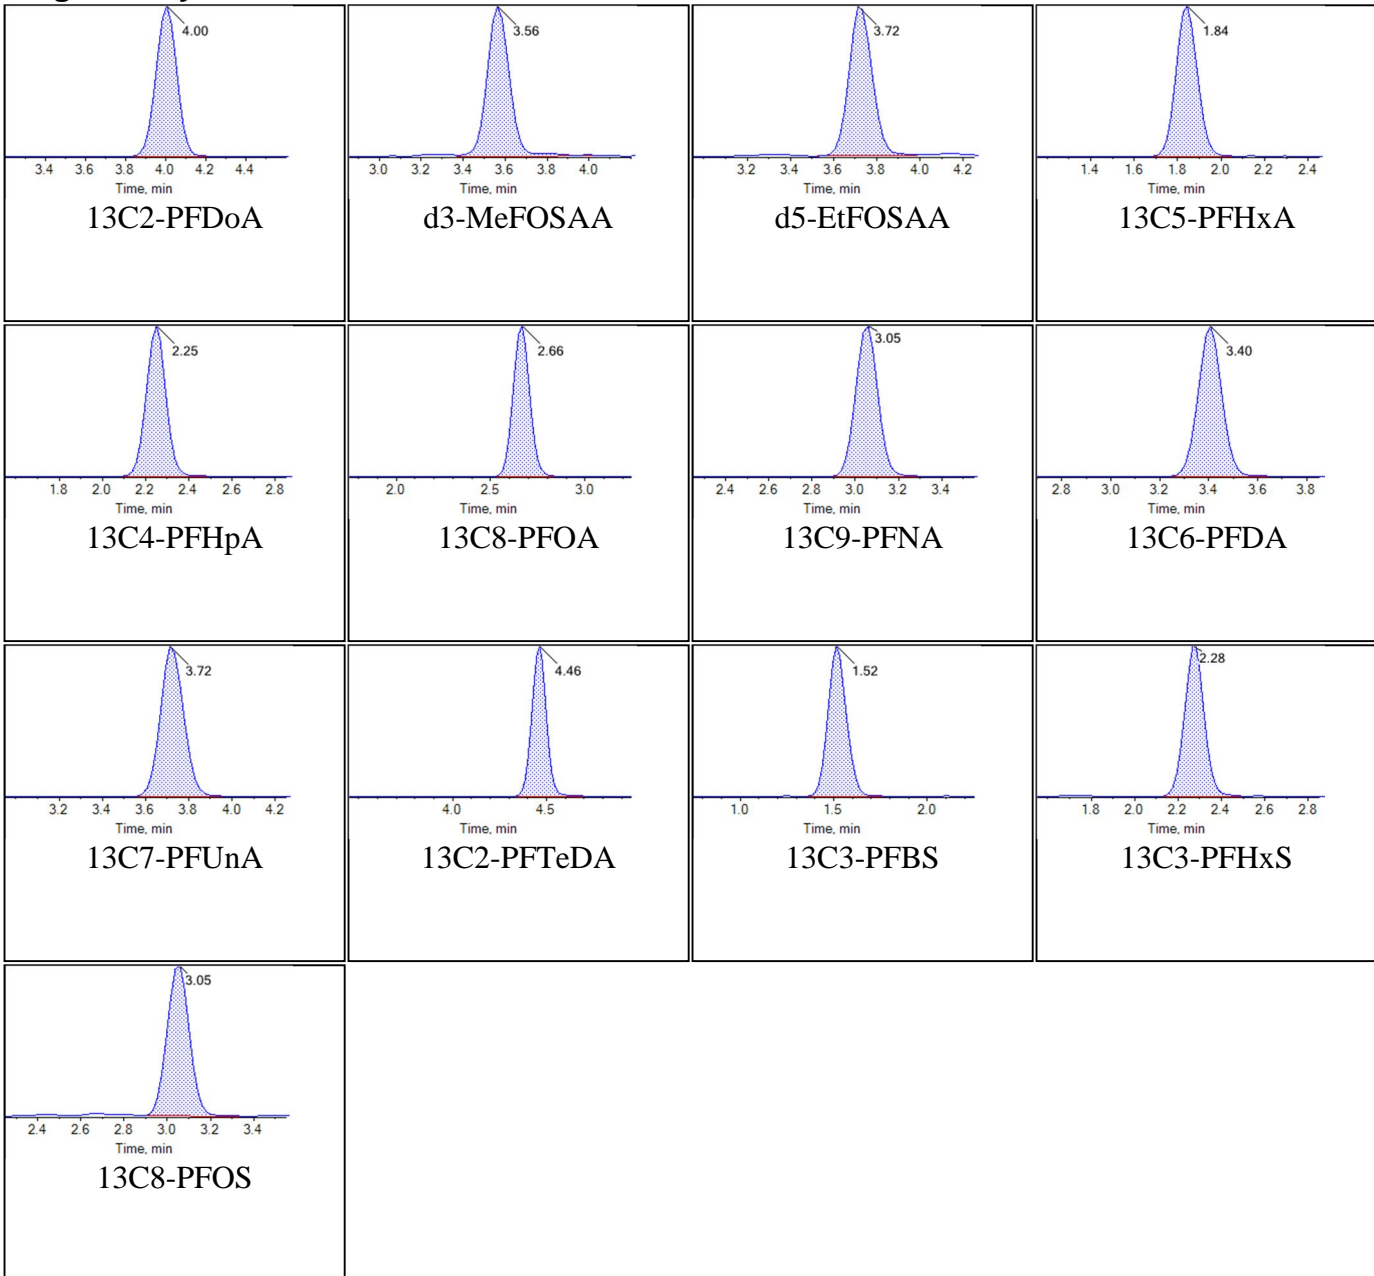 4.00
3.4 3.6 3.8 4.0 4.2 4.4
Time, min
13C2-PFDoA
3.56
3.0 3.2 3.4 3.6 3.8 4.0
Time, min
d3-MeFOSAA
3.72
3.2 3.4 3.6 3.8 4.0 4.2
Time, min
d5-EtFOSAA
1.84
1.4 1.6 1.8 2.0 2.2 2.4
Time, min
13C5-PFHxA
2.25
1.8 2.0 2.2 2.4 2.6 2.8
Time, min
13C4-PFHpA
2.66
2.0 2.5 3.0
Time, min
13C8-PFOA
3.05
2.4 2.6 2.8 3.0 3.2 3.4
Time, min
13C9-PFNA
3.40
2.8 3.0 3.2 3.4 3.6 3.8
Time, min
13C6-PFDA
3.72
3.2 3.4 3.6 3.8 4.0 4.2
Time, min
13C7-PFUnA
4.46
4.0 4.5
Time, min
13C2-PFTeDA
1.52
1.0 1.5 2.0
Time, min
13C3-PFBS
2.28
1.8 2.0 2.2 2.4 2.6 2.8
Time, min
13C3-PFHxS
3.05
2.4 2.6 2.8 3.0 3.2 3.4
Time, min
13C8-PFOS